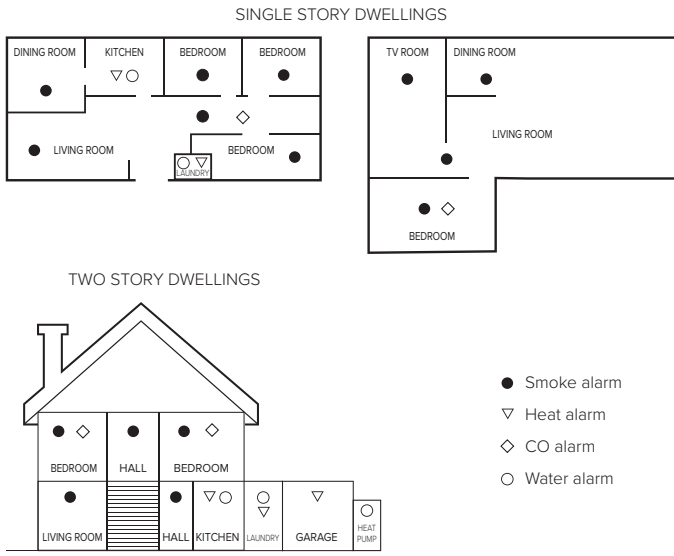 SINGLE STORY DWELLINGS
DINING ROOM
KITCHEN
BEDROOM
BEDROOM
LIVING ROOM
BEDROOM
LAUNDRY
TV ROOM
DINING ROOM
LIVING ROOM
BEDROOM
TWO STORY DWELLINGS
BEDROOM
HALL
BEDROOM
LIVING ROOM
HALL
KITCHEN
LAUNDRY
GARAGE
HEAT
PUMP
Smoke alarm
Heat alarm
CO alarm
Water alarm